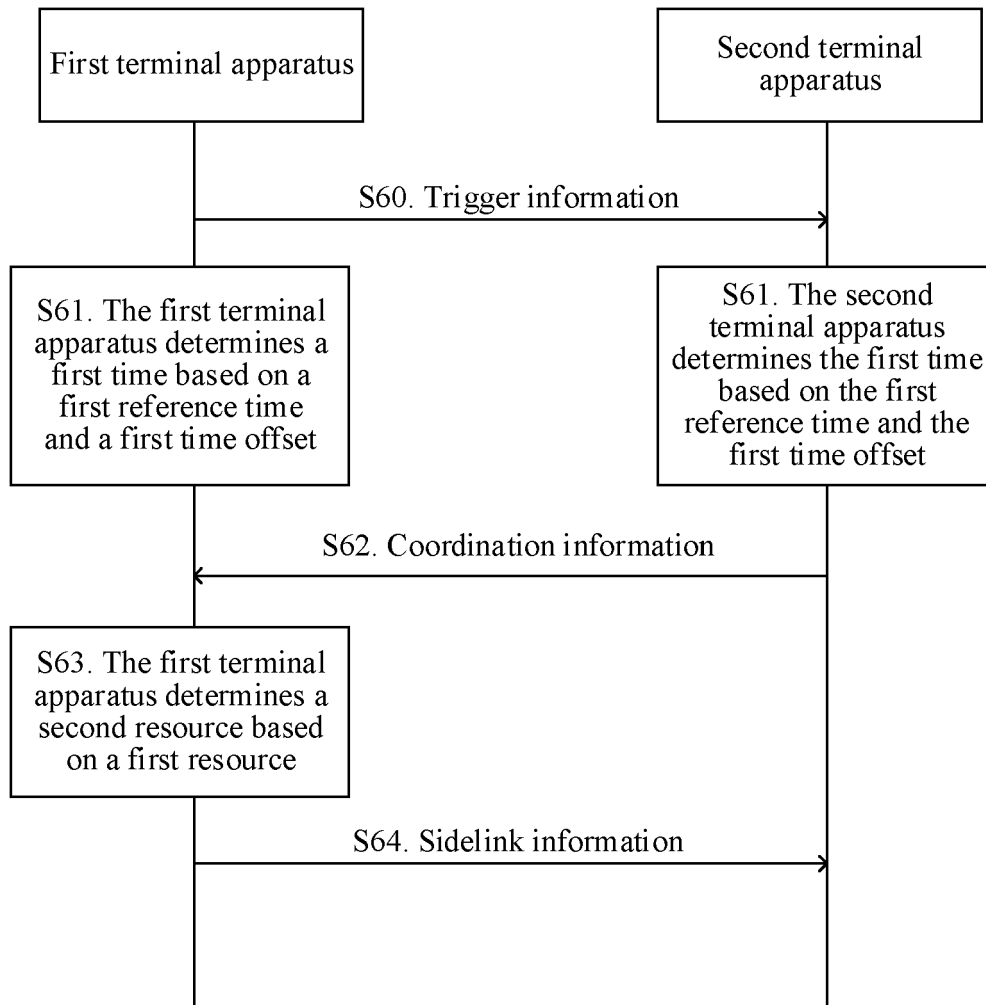 First terminal apparatus
Second terminal
apparatus
S60. Trigger information
S61. The first terminal
apparatus determines a
first time based on a
first reference time
and a first time offset
S61. The second
terminal apparatus
determines the first time
based on the first
reference time and the
first time offset
S62. Coordination information
S63. The first terminal
apparatus determines a
second resource based
on a first resource
S64. Sidelink information